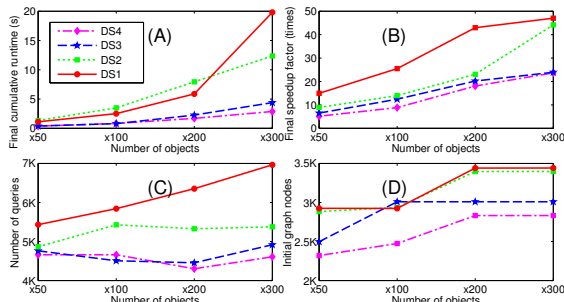 Final cumulative runtime (s)
20
15
10
5
0
DS4
DS3
DS2
DS1
(A)
x50
x100
x200
x300
Number of objects
Final speedup factor (times)
50
40
30
20
10
0
(B)
x50
x100
x200
x300
Number of objects
Number of queries
7K
6K
5K
4K
(C)
x50
x100
x200
x300
Number of objects
Initial graph nodes
3.5K
3K
2.5K
2K
(D)
x50
x100
x200
x300
Number of objects